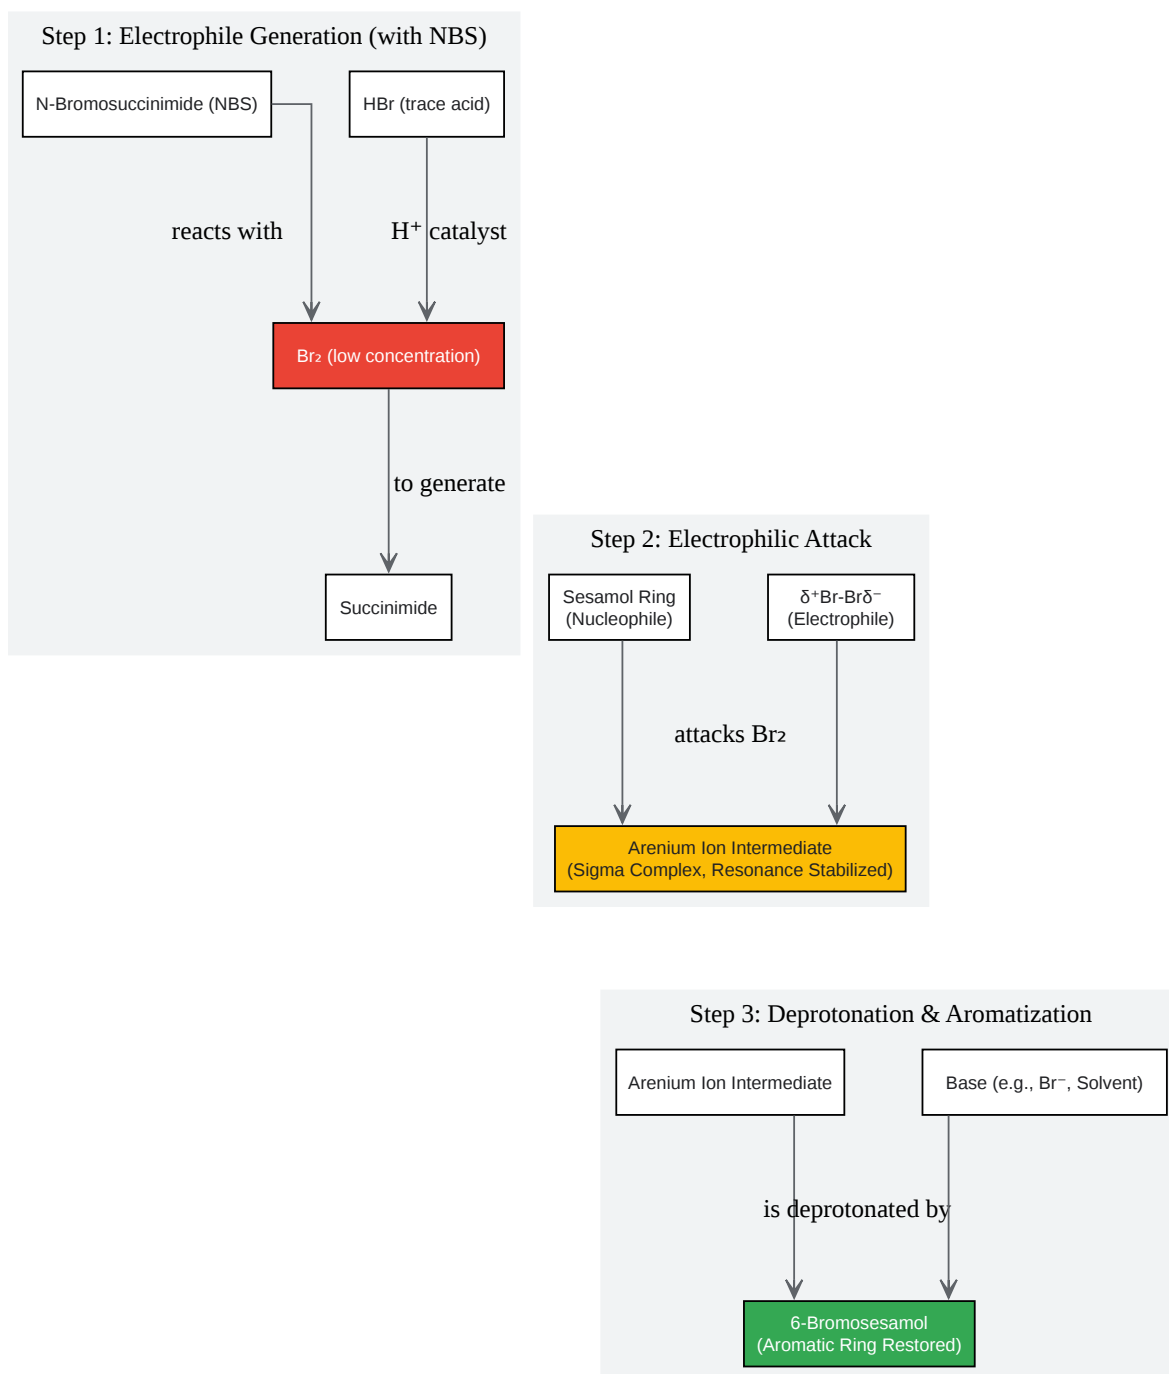 Step 1: Electrophile Generation (with NBS)
N-Bromosuccinimide (NBS)
HBr (trace acid)
reacts with
H⁺ catalyst
Br₂ (low concentration)
to generate
Succinimide
Step 2: Electrophilic Attack
Sesamol Ring
(Nucleophile)
δ⁺Br-Brδ⁻
(Electrophile)
attacks Br₂
Arenium Ion Intermediate
(Sigma Complex, Resonance Stabilized)
Step 3: Deprotonation & Aromatization
Arenium Ion Intermediate
Base (e.g., Br⁻, Solvent)
is deprotonated by
6-Bromosesamol
(Aromatic Ring Restored)